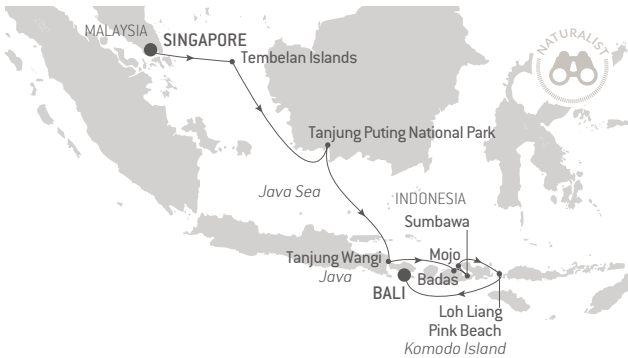 MALAYSIA
SINGAPORE
NATURALIST
Tembelan Islands
Tanjung Puting National Park
Java Sea
INDONESIA
Sumbawa
Tanjung Wangi
Java
Mojo
BALI
Badas
Loh Liang
Pink Beach
Komodo Island